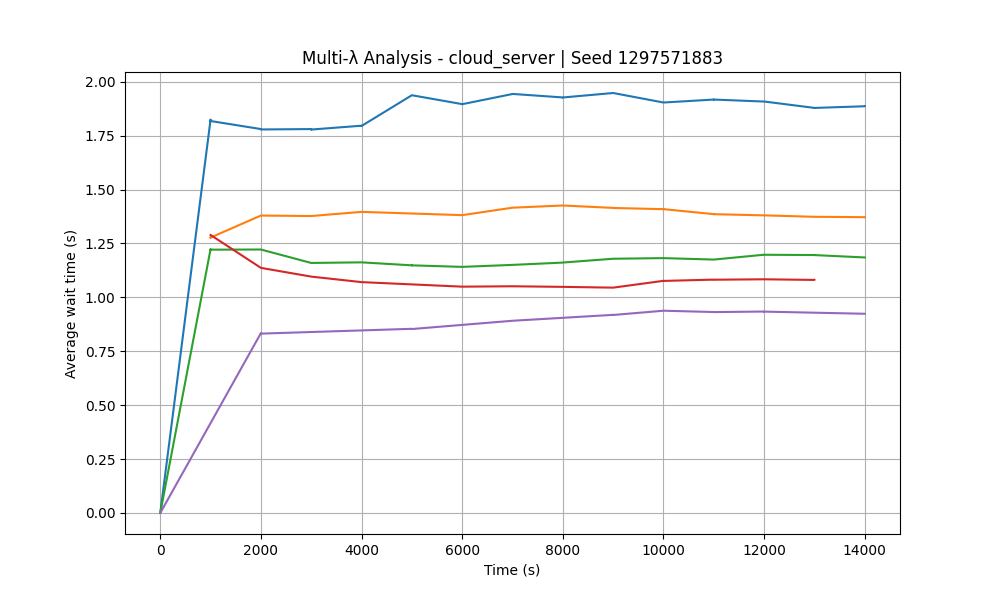 Multi-λ Analysis - cloud_server | Seed 1297571883
2.00
1.75
1.50
1.25
1.00
0.75
0.50
0.25
0.00
Average wait time (s)
0 2000 4000 6000 8000 10000 12000 14000
Time (s)